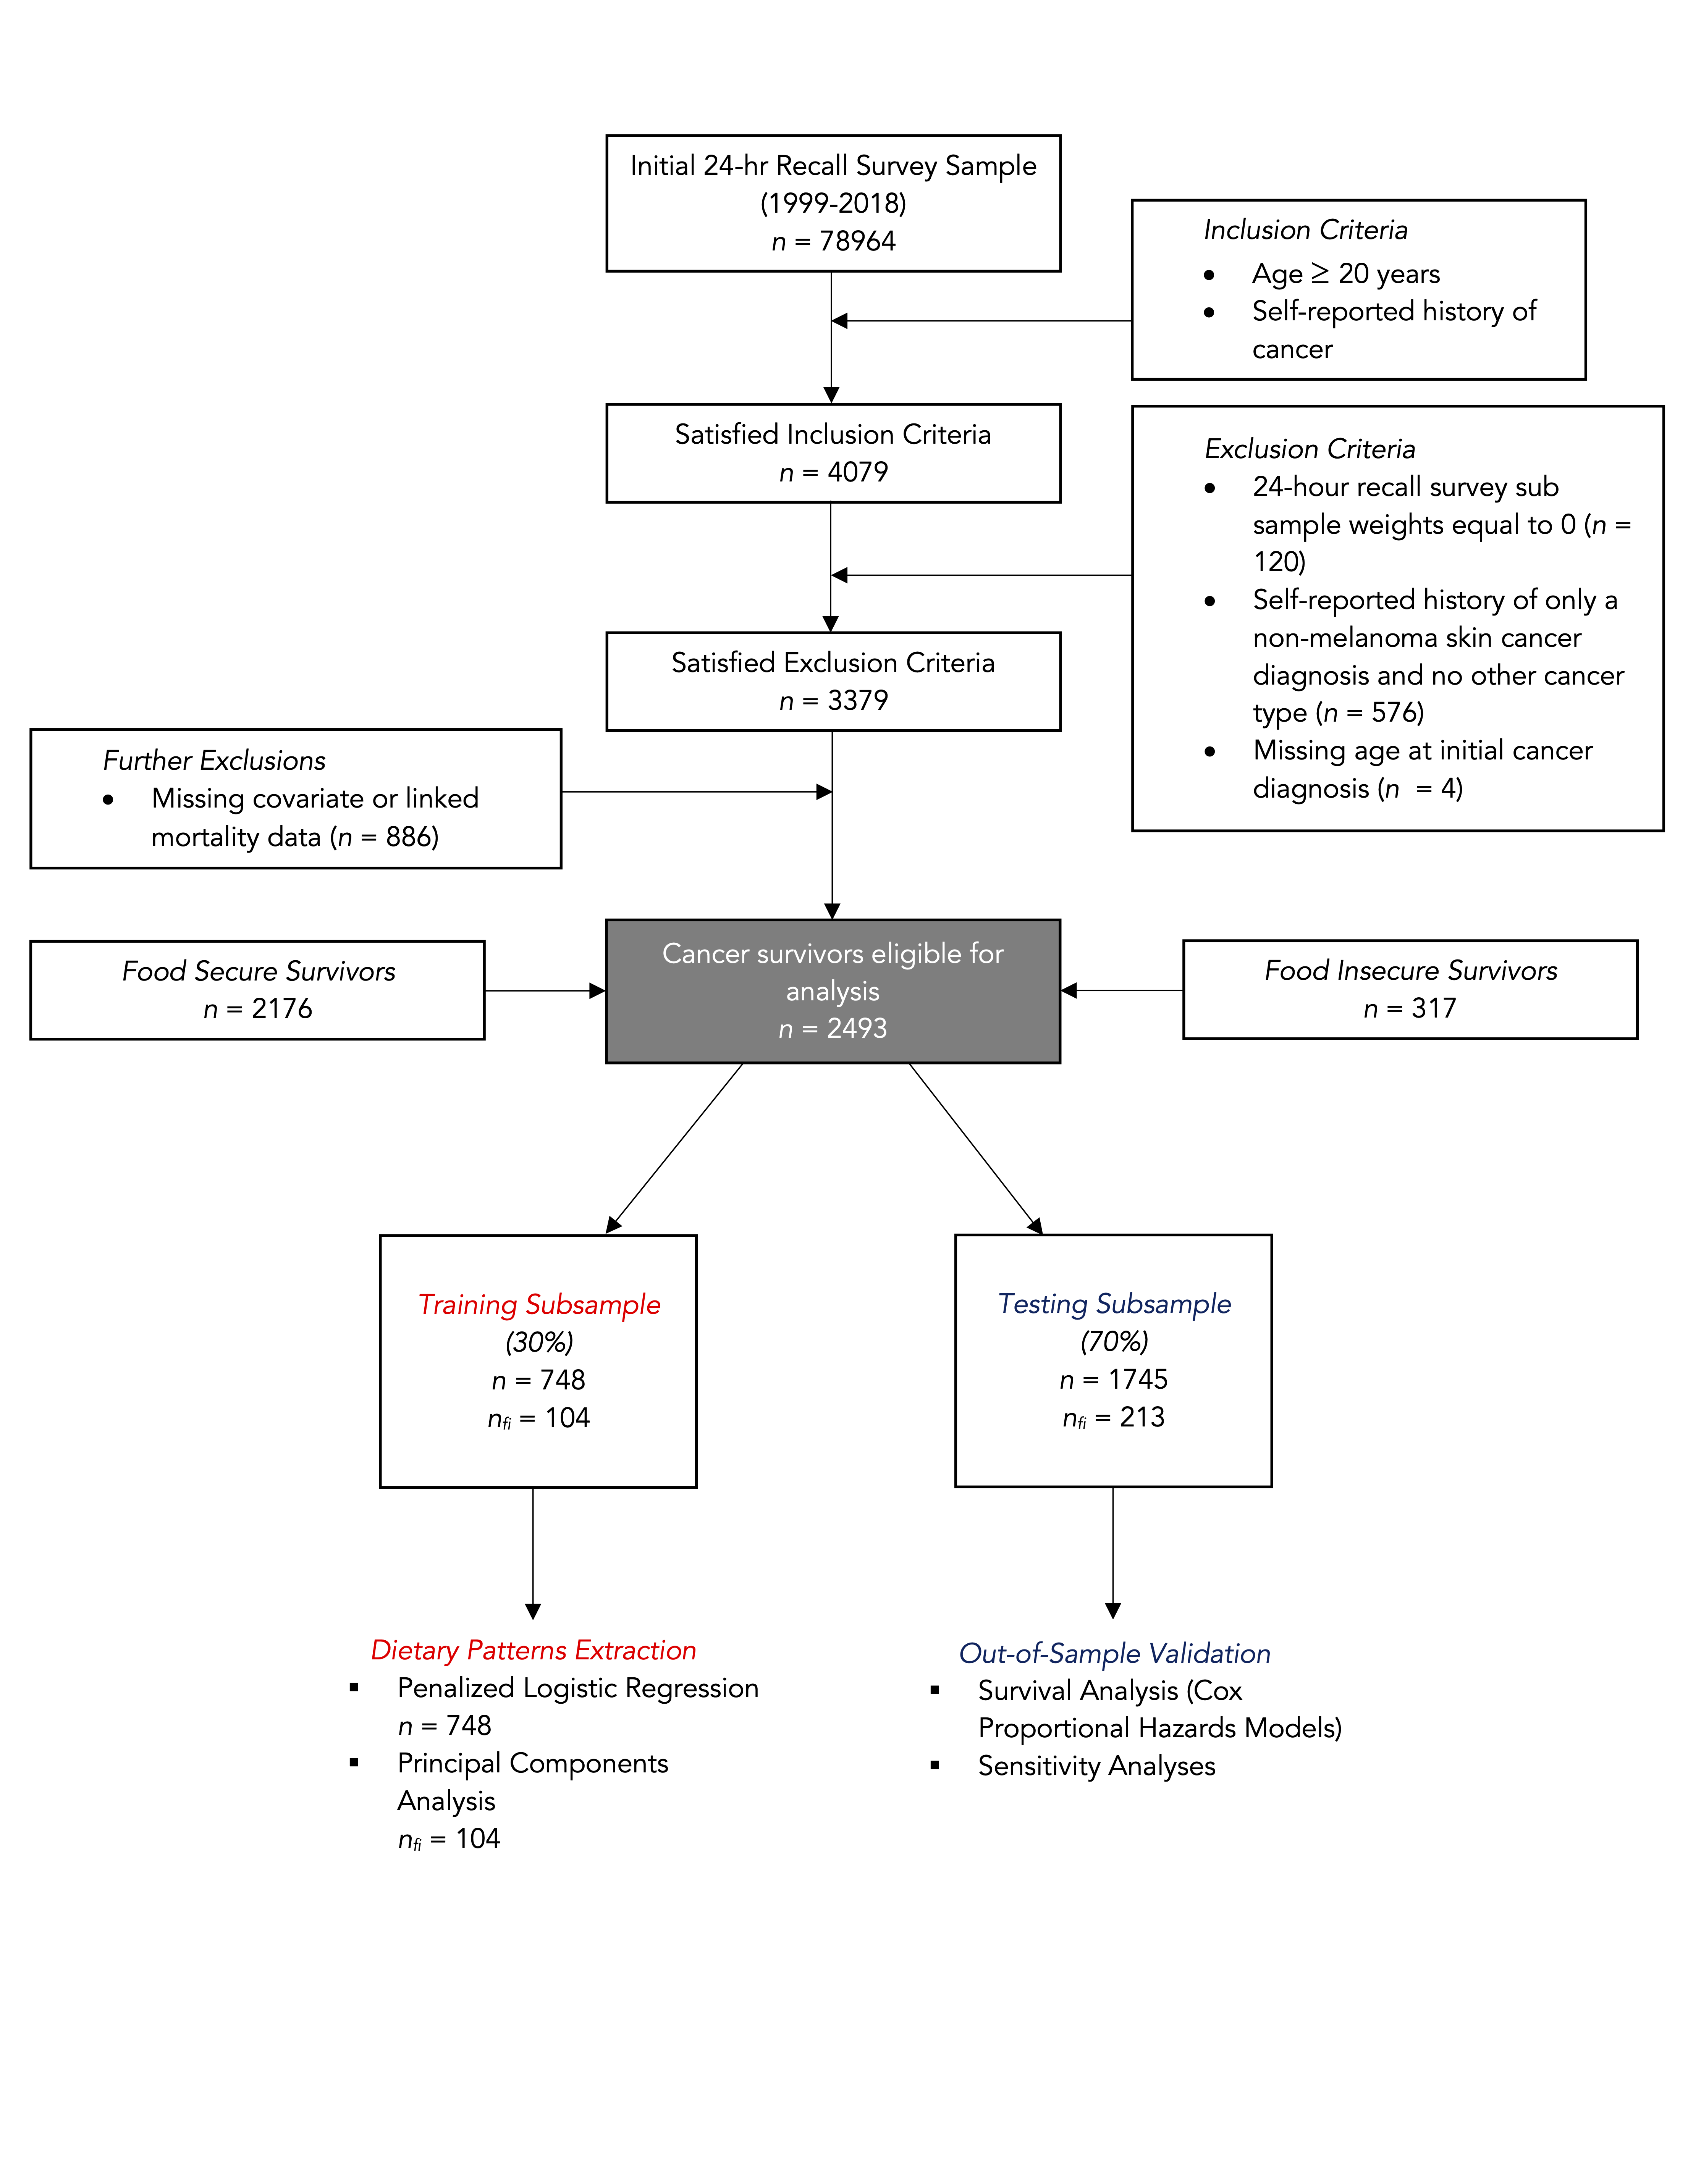 Initial 24-hr Recall Survey Sample
(1999-2018)
n = 78964
Inclusion Criteria
• Age ≥ 20 years
• Self-reported history of
cancer
Satisfied Inclusion Criteria
n = 4079
Exclusion Criteria
• 24-hour recall survey sub
sample weights equal to 0 (n =
120)
• Self-reported history of only a
non-melanoma skin cancer
diagnosis and no other cancer
type (n = 576)
• Missing age at initial cancer
diagnosis (n = 4)
Satisfied Exclusion Criteria
n = 3379
Further Exclusions
• Missing covariate or linked
mortality data (n = 886)
Food Secure Survivors
n = 2176
Cancer survivors eligible for
analysis
n = 2493
Food Insecure Survivors
n = 317
Training Subsample
(30%)
n = 748
nfi = 104
Testing Subsample
(70%)
n = 1745
nfi = 213
Dietary Patterns Extraction
▪ Penalized Logistic Regression
n = 748
▪ Principal Components
Analysis
nfi = 104
Out-of-Sample Validation
▪ Survival Analysis (Cox
Proportional Hazards Models)
▪ Sensitivity Analyses